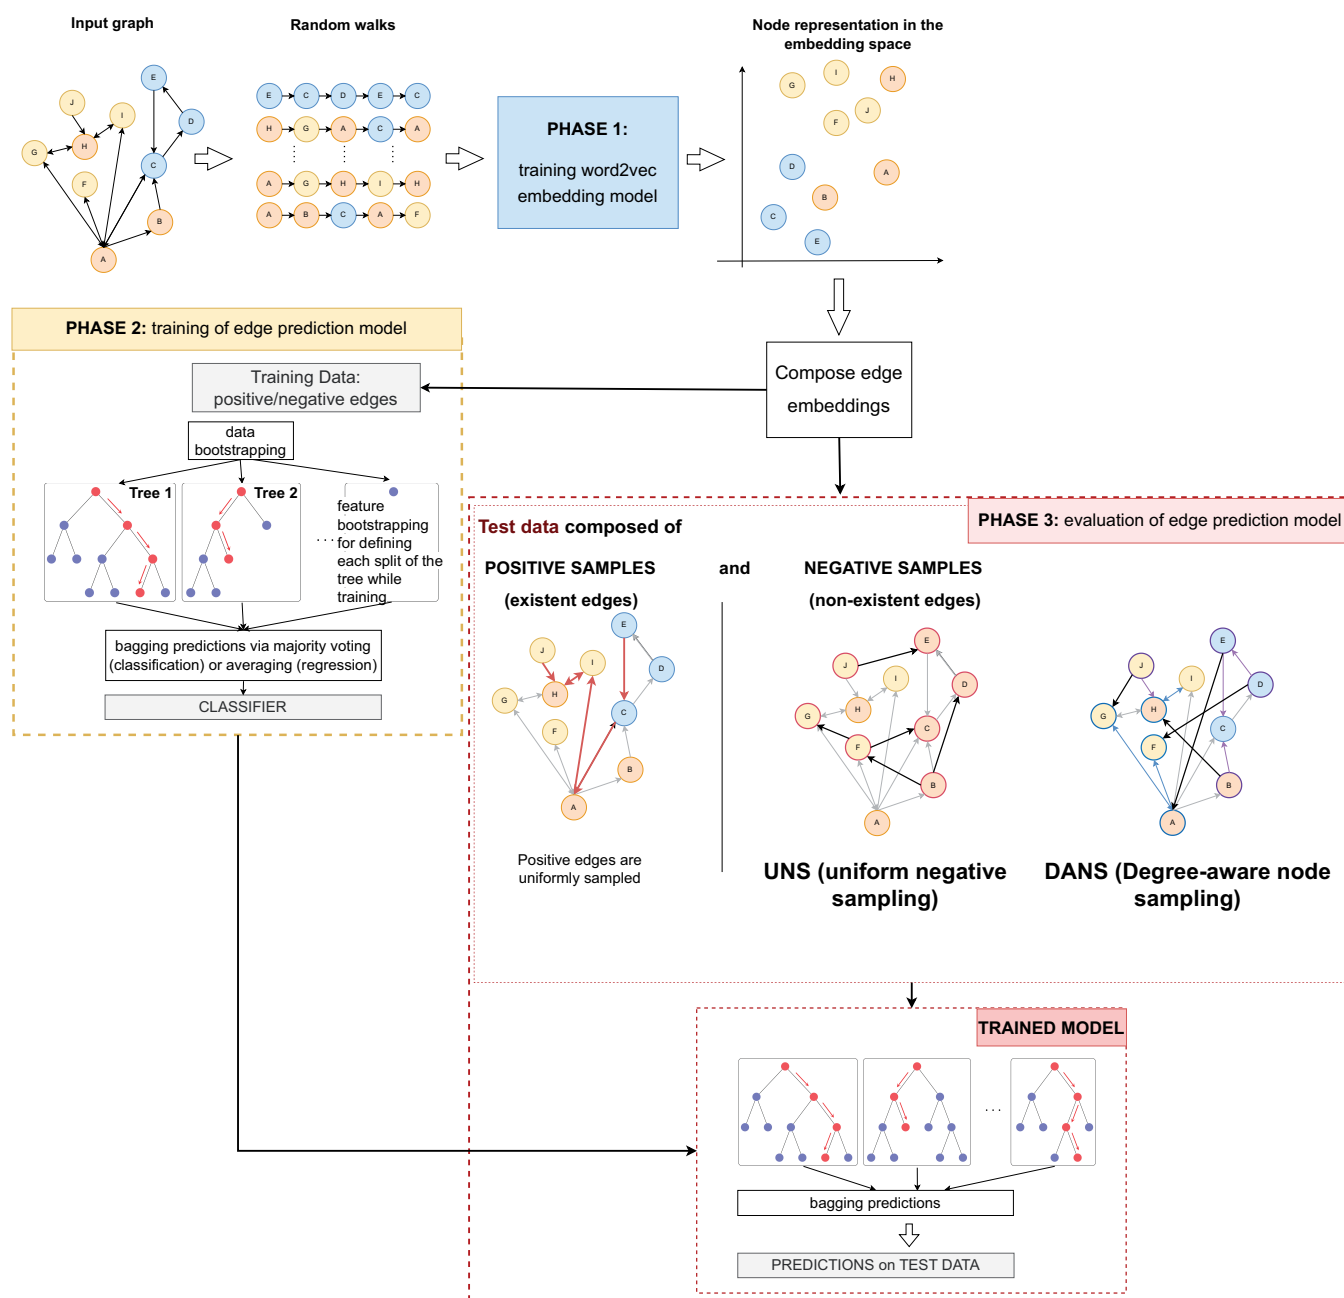 Input graph
Random walks
Node representation in the
embedding space
E
J
I
D
G
H
C
F
B
A
E C D E C
H G A C A
A G H I H
A B C A F
PHASE 1:
training word2vec
embedding model
I
H
G
J
F
D
A
B
C
E
PHASE 2: training of edge prediction model
Training Data:
positive/negative edges
Compose edge
embeddings
data
bootstrapping
Tree 1
Tree 2
feature
bootstrapping
for defining
each split of the
tree while
training
...
bagging predictions via majority voting
(classification) or averaging (regression)
CLASSIFIER
PHASE 3: evaluation of edge prediction model
Test data composed of
POSITIVE SAMPLES
(existent edges)
and
NEGATIVE SAMPLES
(non-existent edges)
E
J
I
D
H
G
C
F
B
A
E
J
I
D
H
G
C
F
B
A
E
J
I
D
H
G
C
F
B
A
Positive edges are
uniformly sampled
UNS (uniform negative
sampling)
DANS (Degree-aware node
sampling)
TRAINED MODEL
...
bagging predictions
PREDICTIONS on TEST DATA